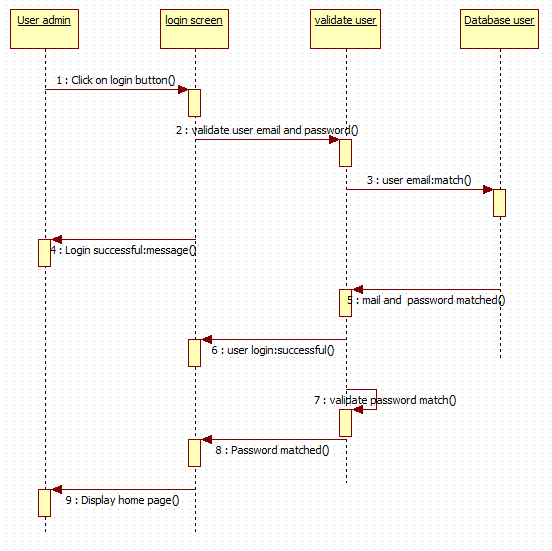 User admin
login screen
validate user
Database user
1 : Click on login button()
2 : validate user email and password()
3 : user email:match()
4 : Login successful:message()
5 : mail and  password matched()
6 : user login:successful()
7 : validate password match()
8 : Password matched()
9 : Display home page()